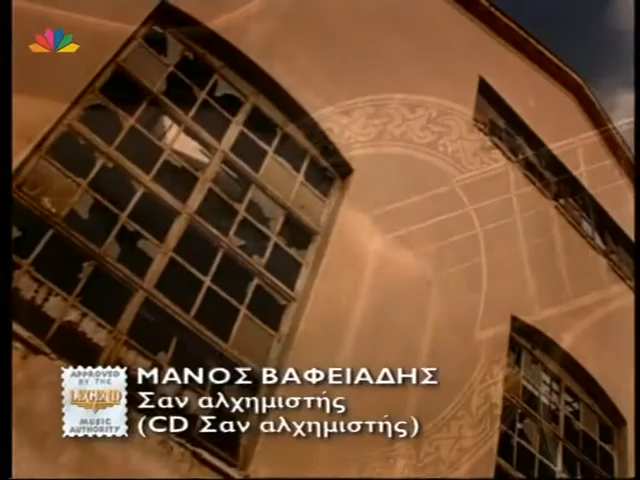 APPROVED
BY THE
LEGEND
MUSIC
AUTHORITY
ΜΑΝΟΣ ΒΑΦΕΙΑΔΗΣ
Σαν αλχημιστής
(CD Σαν αλχημιστής)